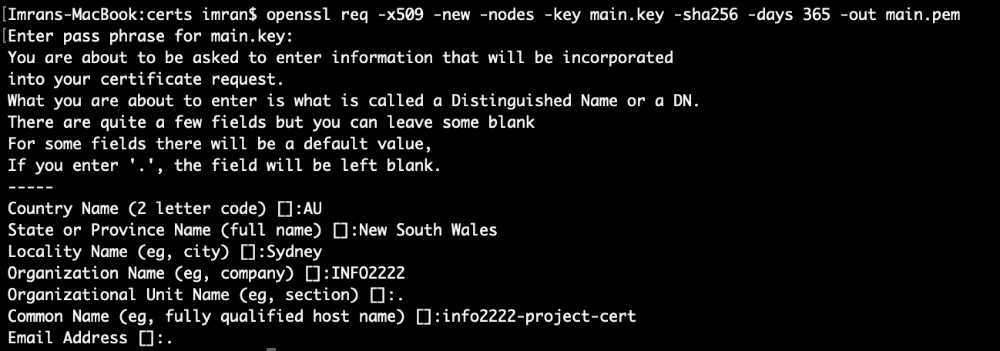 [Imrans-MacBook:certs imran$ openssl req -x509 -new -nodes -key main.key -sha256 -days 365 -out main.pem
[Enter pass phrase for main.key:
You are about to be asked to enter information that will be incorporated
into your certificate request.
What you are about to enter is what is called a Distinguished Name or a DN.
There are quite a few fields but you can leave some blank
For some fields there will be a default value,
If you enter '.', the field will be left blank.
-----
Country Name (2 letter code) []:AU
State or Province Name (full name) []:New South Wales
Locality Name (eg, city) []:Sydney
Organization Name (eg, company) []:INFO2222
Organizational Unit Name (eg, section) []:.
Common Name (eg, fully qualified host name) []:info2222-project-cert
Email Address []:.